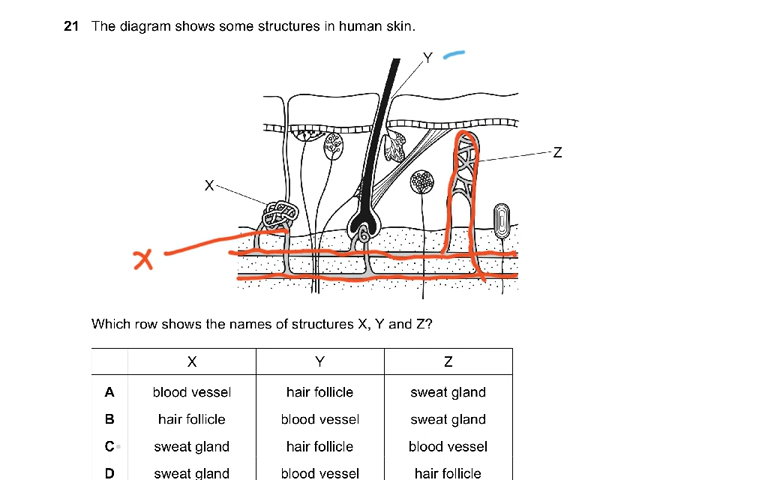 21 The diagram shows some structures in human skin.
Y
Z
X
X
Which row shows the names of structures X, Y and Z?
X Y Z
A blood vessel hair follicle sweat gland
B hair follicle blood vessel sweat gland
C sweat gland hair follicle blood vessel
D sweat gland blood vessel hair follicle